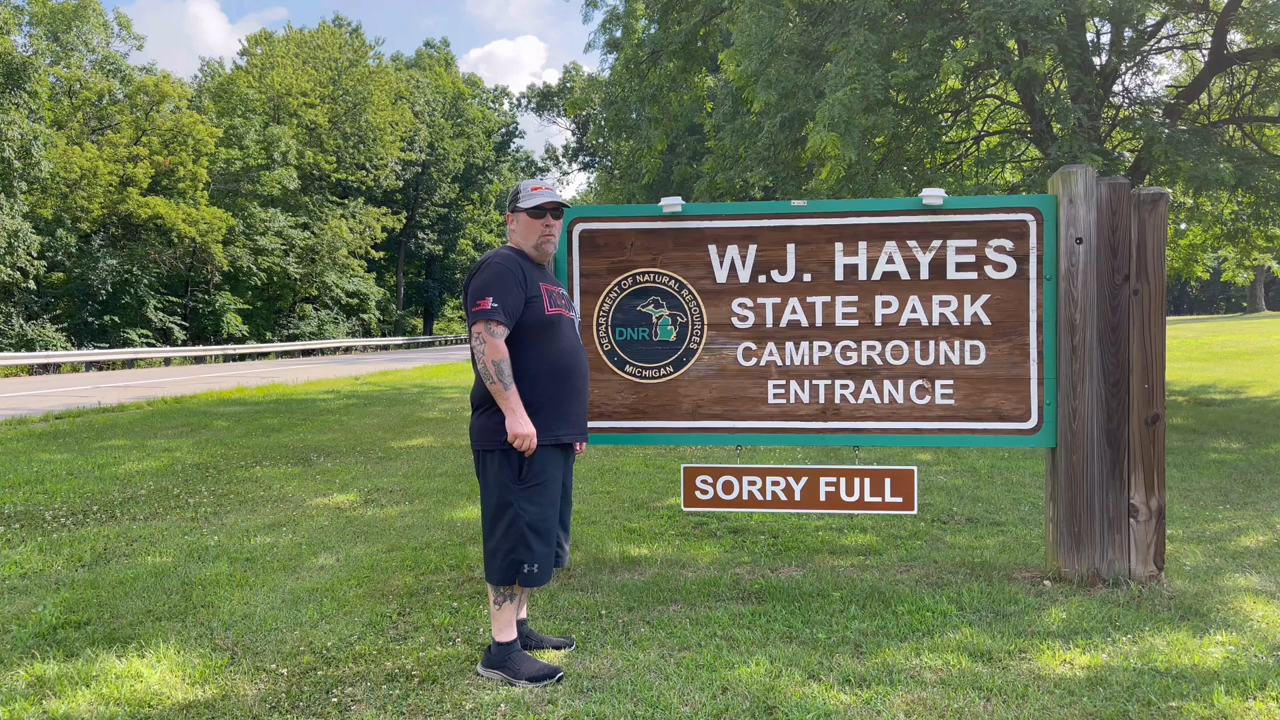 W.J. HAYES
STATE PARK
CAMPGROUND
ENTRANCE
DEPARTMENT OF NATURAL RESOURCES
DNR
MICHIGAN
SORRY FULL